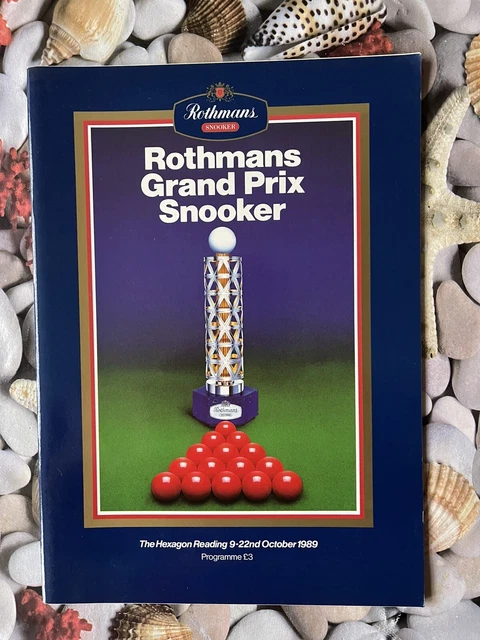 Rothmans
SNOOKER
Rothmans
Grand Prix
Snooker
Rothmans
The Hexagon Reading 9-22nd October 1989
Programme £3